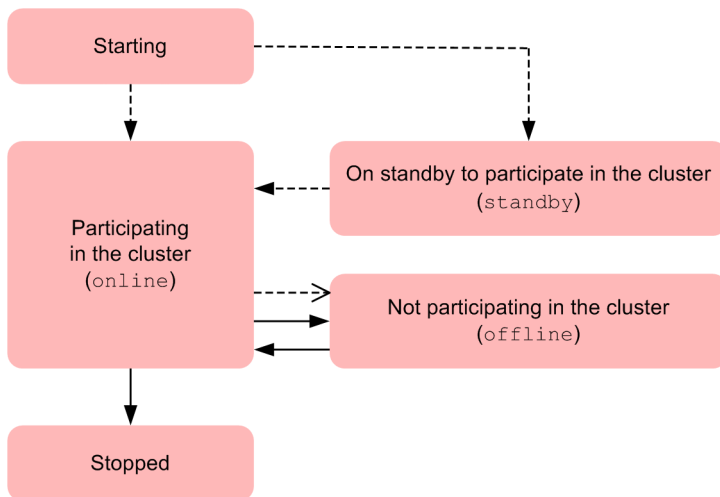 Starting
On standby to participate in the cluster
(standby)
Participating
in the cluster
(online)
Not participating in the cluster
(offline)
Stopped